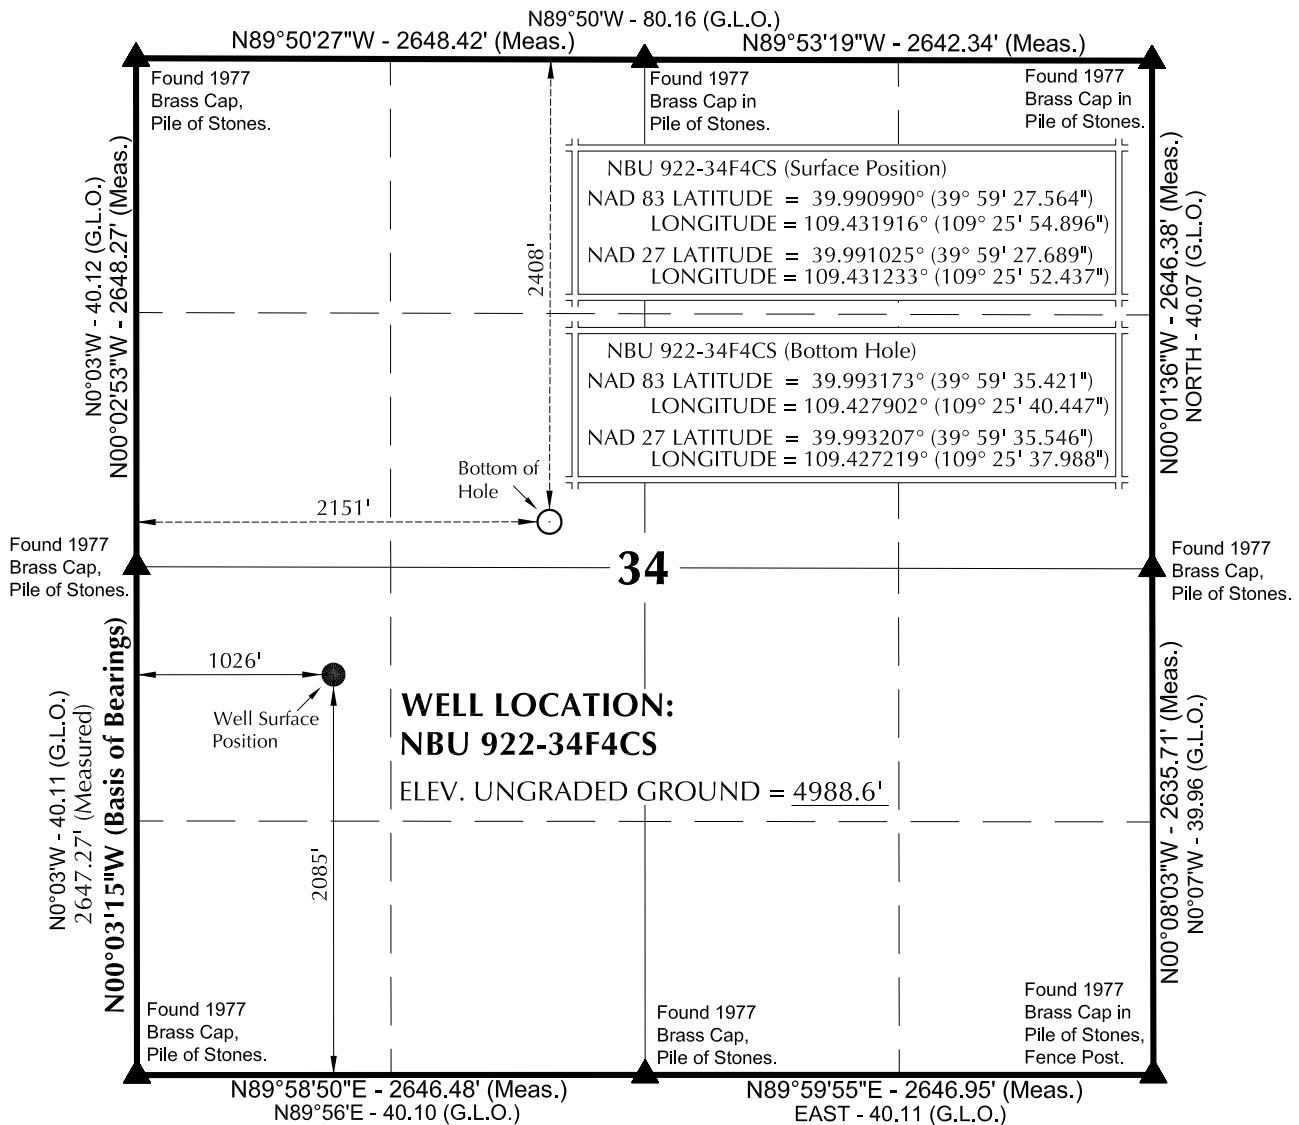 N89°50'W - 80.16 (G.L.O.)
N89°50'27"W - 2648.42' (Meas.)
N89°53'19"W - 2642.34' (Meas.)
Found 1977
Brass Cap,
Pile of Stones.
Found 1977
Brass Cap in
Pile of Stones.
Found 1977
Brass Cap in
Pile of Stones.
N0°03'W - 40.12 (G.L.O.)
N00°02'53"W - 2648.27' (Meas.)
2408'
NBU 922-34F4CS (Surface Position)
NAD 83 LATITUDE = 39.990990° (39° 59' 27.564")
LONGITUDE = 109.431916° (109° 25' 54.896")
NAD 27 LATITUDE = 39.991025° (39° 59' 27.689")
LONGITUDE = 109.431233° (109° 25' 52.437")
NBU 922-34F4CS (Bottom Hole)
NAD 83 LATITUDE = 39.993173° (39° 59' 35.421")
LONGITUDE = 109.427902° (109° 25' 40.447")
NAD 27 LATITUDE = 39.993207° (39° 59' 35.546")
LONGITUDE = 109.427219° (109° 25' 37.988")
N00°01'36"W - 2646.38' (Meas.)
NORTH - 40.07 (G.L.O.)
Bottom of
Hole
2151'
Found 1977
Brass Cap,
Pile of Stones.
34
Found 1977
Brass Cap,
Pile of Stones.
1026'
Well Surface
Position
WELL LOCATION:
NBU 922-34F4CS
ELEV. UNGRADED GROUND = 4988.6'
2085'
N0°03'W - 40.11 (G.L.O.)
2647.27' (Measured)
N00°03'15"W (Basis of Bearings)
N00°08'03"W - 2635.71' (Meas.)
N0°07'W - 39.96 (G.L.O.)
Found 1977
Brass Cap,
Pile of Stones.
Found 1977
Brass Cap,
Pile of Stones.
Found 1977
Brass Cap in
Pile of Stones,
Fence Post.
N89°58'50"E - 2646.48' (Meas.)
N89°56'E - 40.10 (G.L.O.)
N89°59'55"E - 2646.95' (Meas.)
EAST - 40.11 (G.L.O.)